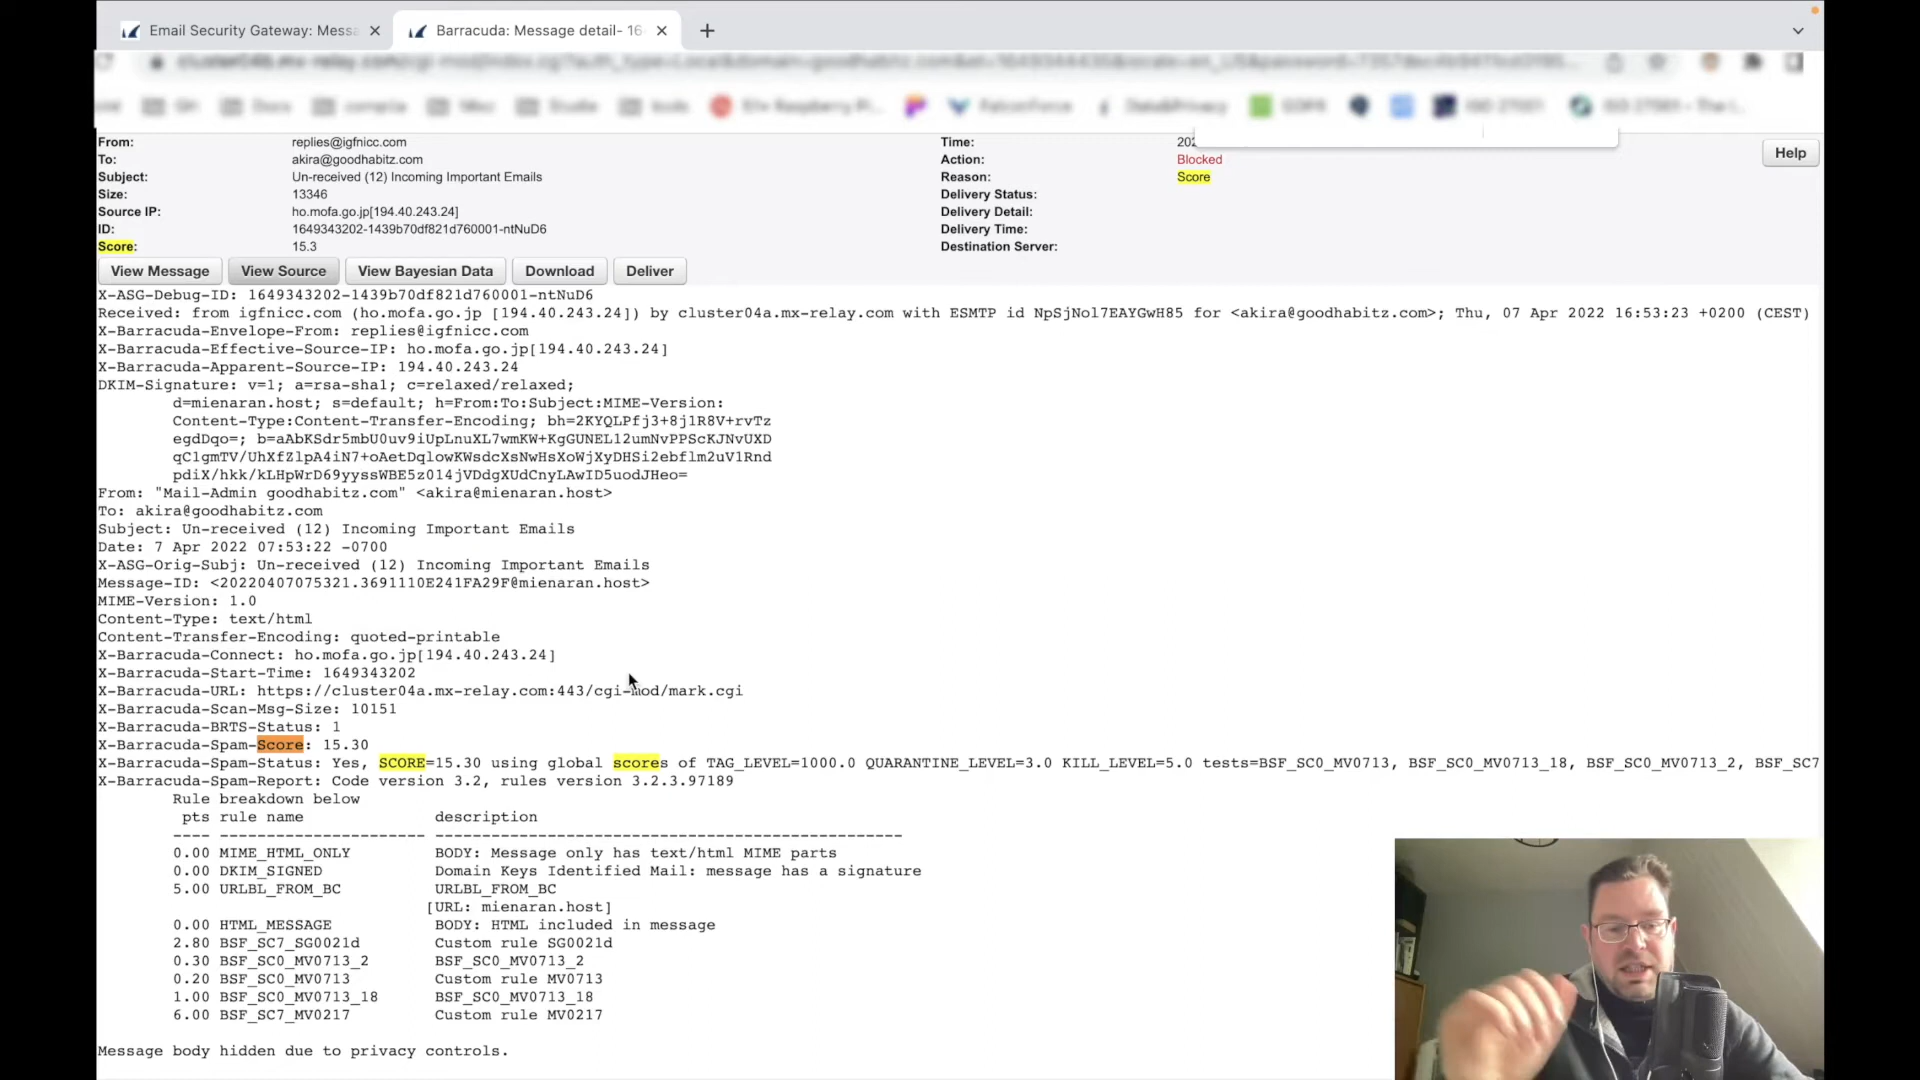 Email Security Gateway: Messa
Barracuda: Message detail- 16
From: replies@igfnicc.com
To: akira@goodhabitz.com
Subject: Un-received (12) Incoming Important Emails
Size: 13346
Source IP: ho.mofa.go.jp[194.40.243.24]
ID: 1649343202-1439b70df821d760001-ntNuD6
Score: 15.3
Time: 202
Action: Blocked
Reason: Score
Delivery Status:
Delivery Detail:
Delivery Time:
Destination Server:
Help
View Message View Source View Bayesian Data Download Deliver
X-ASG-Debug-ID: 1649343202-1439b70df821d760001-ntNuD6
Received: from igfnicc.com (ho.mofa.go.jp [194.40.243.24]) by cluster04a.mx-relay.com with ESMTP id NpSjNol7EAYGwH85 for <akira@goodhabitz.com>; Thu, 07 Apr 2022 16:53:23 +0200 (CEST)
X-Barracuda-Envelope-From: replies@igfnicc.com
X-Barracuda-Effective-Source-IP: ho.mofa.go.jp[194.40.243.24]
X-Barracuda-Apparent-Source-IP: 194.40.243.24
DKIM-Signature: v=1; a=rsa-sha1; c=relaxed/relaxed;
d=mienaran.host; s=default; h=From:To:Subject:MIME-Version:
Content-Type:Content-Transfer-Encoding; bh=2KYQLPfj3+8j1R8V+rvTz
egdDqo=; b=aAbKSdr5mbU0uv9iUpLnuXL7wmKW+KgGUNEL12umNvPPScKJNvUXD
qC1gmTV/UhXfZlpA4iN7+oAetDqlowKWsdcXsNwHsXoWjXyDHSi2ebflm2uV1Rnd
pdiX/hkk/kLHpWrD69yyssWBE5z014jVDdgXUdCnyLAwID5uodJHeo=
From: "Mail-Admin goodhabitz.com" <akira@mienaran.host>
To: akira@goodhabitz.com
Subject: Un-received (12) Incoming Important Emails
Date: 7 Apr 2022 07:53:22 -0700
X-ASG-Orig-Subj: Un-received (12) Incoming Important Emails
Message-ID: <20220407075321.3691110E241FA29F@mienaran.host>
MIME-Version: 1.0
Content-Type: text/html
Content-Transfer-Encoding: quoted-printable
X-Barracuda-Connect: ho.mofa.go.jp[194.40.243.24]
X-Barracuda-Start-Time: 1649343202
X-Barracuda-URL: https://cluster04a.mx-relay.com:443/cgi-mod/mark.cgi
X-Barracuda-Scan-Msg-Size: 10151
X-Barracuda-BRTS-Status: 1
X-Barracuda-Spam-Score: 15.30
X-Barracuda-Spam-Status: Yes, SCORE=15.30 using global scores of TAG_LEVEL=1000.0 QUARANTINE_LEVEL=3.0 KILL_LEVEL=5.0 tests=BSF_SC0_MV0713, BSF_SC0_MV0713_18, BSF_SC0_MV0713_2, BSF_SC7
X-Barracuda-Spam-Report: Code version 3.2, rules version 3.2.3.97189
Rule breakdown below
pts rule name description
---- ---------------------- --------------------------------------------------
0.00 MIME_HTML_ONLY BODY: Message only has text/html MIME parts
0.00 DKIM_SIGNED Domain Keys Identified Mail: message has a signature
5.00 URLBL_FROM_BC URLBL_FROM_BC
[URL: mienaran.host]
0.00 HTML_MESSAGE BODY: HTML included in message
2.80 BSF_SC7_SG0021d Custom rule SG0021d
0.30 BSF_SC0_MV0713_2 BSF_SC0_MV0713_2
0.20 BSF_SC0_MV0713 Custom rule MV0713
1.00 BSF_SC0_MV0713_18 BSF_SC0_MV0713_18
6.00 BSF_SC7_MV0217 Custom rule MV0217
Message body hidden due to privacy controls.